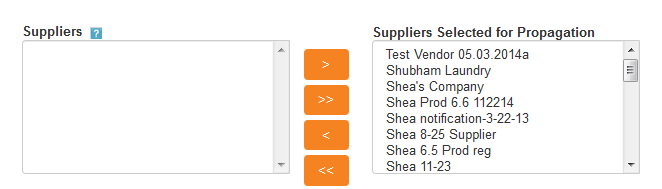 Suppliers ?
Suppliers Selected for Propagation
>
>>
<
<<
Test Vendor 05.03.2014a
Shubham Laundry
Shea's Company
Shea Prod 6.6 112214
Shea notification-3-22-13
Shea 8-25 Supplier
Shea 6.5 Prod reg
Shea 11-23